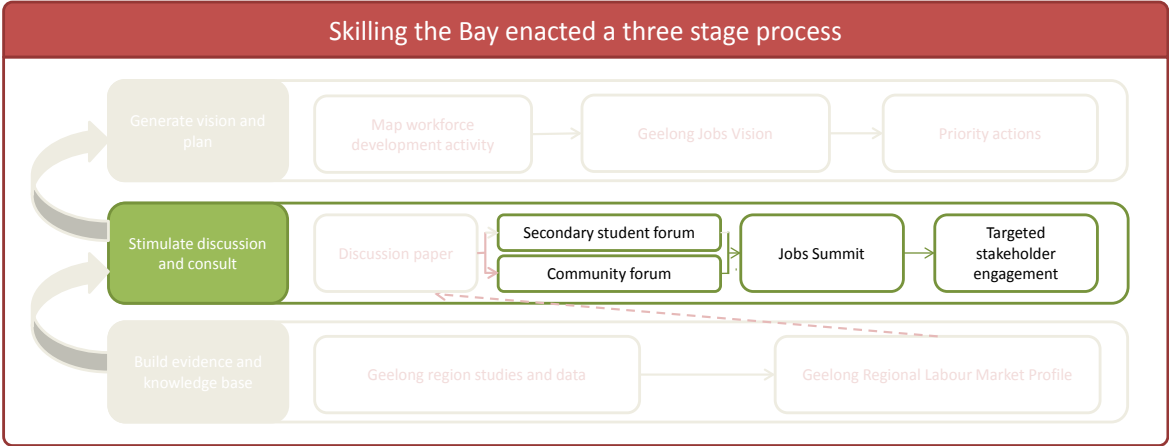 Skilling the Bay enacted a three stage process
Generate vision and
plan
Map workforce
development activity
Geelong Jobs Vision
Priority actions
Stimulate discussion
and consult
Discussion paper
Secondary student forum
Community forum
Jobs Summit
Targeted
stakeholder
engagement
Build evidence and
knowledge base
Geelong region studies and data
Geelong Regional Labour Market Profile